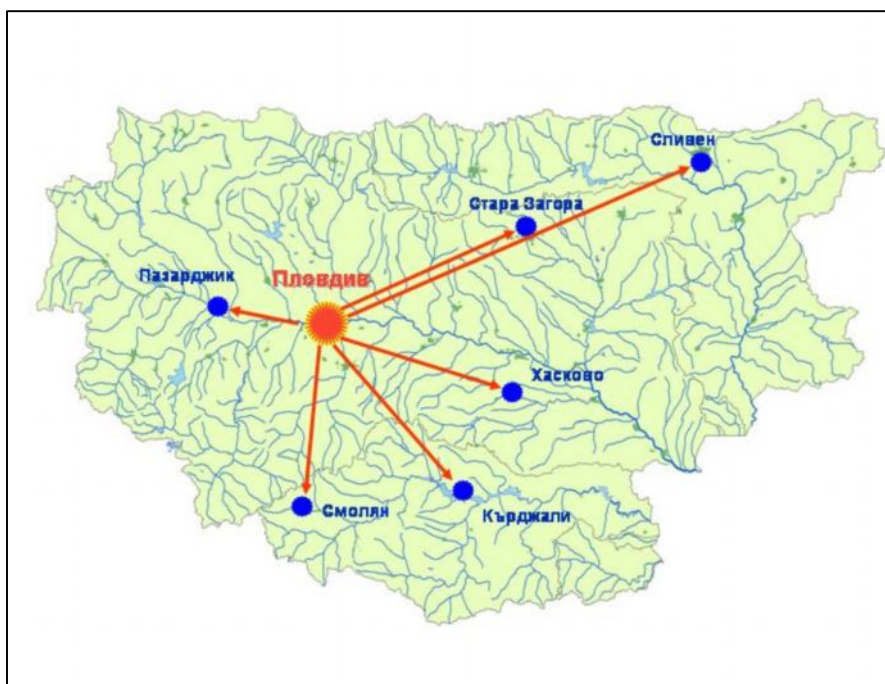 Сливен
Стара Загора
Пазарджик
Пловдив
Хасково
Смолян
Кърджали